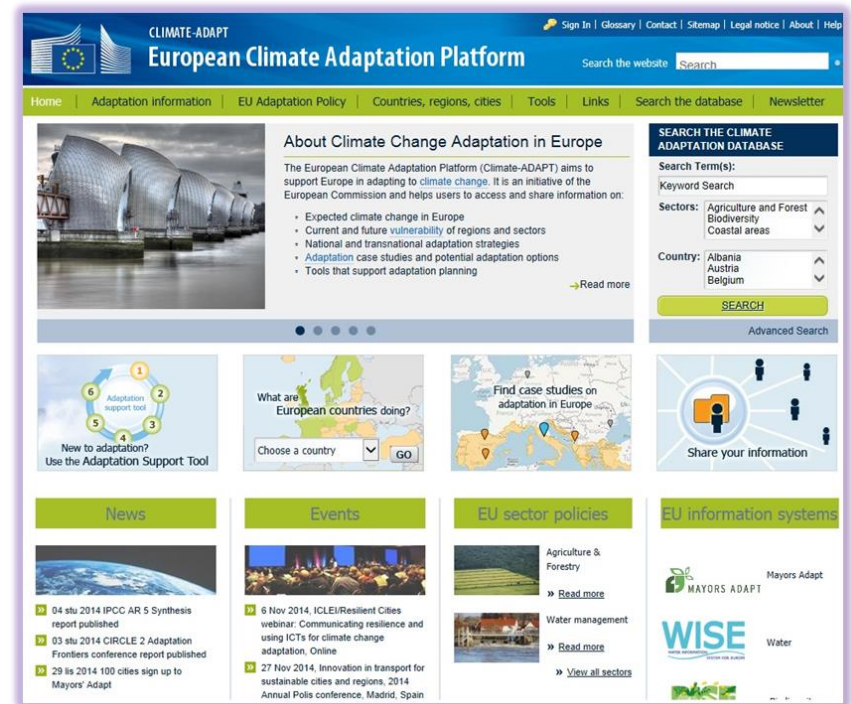 CLIMATE-ADAPT
European Climate Adaptation Platform
Sign In | Glossary | Contact | Sitemap | Legal notice | About | Help
Search the website
Search
Home | Adaptation information | EU Adaptation Policy | Countries, regions, cities | Tools | Links | Search the database | Newsletter
About Climate Change Adaptation in Europe
The European Climate Adaptation Platform (Climate-ADAPT) aims to
support Europe in adapting to climate change. It is an initiative of the
European Commission and helps users to access and share information on:
• Expected climate change in Europe
• Current and future vulnerability of regions and sectors
• National and transnational adaptation strategies
• Adaptation case studies and potential adaptation options
• Tools that support adaptation planning
→Read more
SEARCH THE CLIMATE
ADAPTATION DATABASE
Search Term(s):
Keyword Search
Sectors:
Agriculture and Forest
Biodiversity
Coastal areas
Country:
Albania
Austria
Belgium
SEARCH
Advanced Search
1
2
3
4
5
6
Adaptation
support tool
New to adaptation?
Use the Adaptation Support Tool
What are
European countries doing?
Choose a country
GO
Find case studies on
adaptation in Europe
Share your information
News
04 stu 2014 IPCC AR 5 Synthesis
report published
03 stu 2014 CIRCLE 2 Adaptation
Frontiers conference report published
29 lis 2014 100 cities sign up to
Mayors' Adapt
Events
6 Nov 2014, ICLEI/Resilient Cities
webinar: Communicating resilience and
using ICTs for climate change
adaptation, Online
27 Nov 2014, Innovation in transport for
sustainable cities and regions, 2014
Annual Polis conference, Madrid, Spain
EU sector policies
Agriculture &
Forestry
» Read more
Water management
» Read more
» View all sectors
EU information systems
MAYORS ADAPT
Mayors Adapt
WISE
WATER INFORMATION
SYSTEM FOR EUROPE
Water